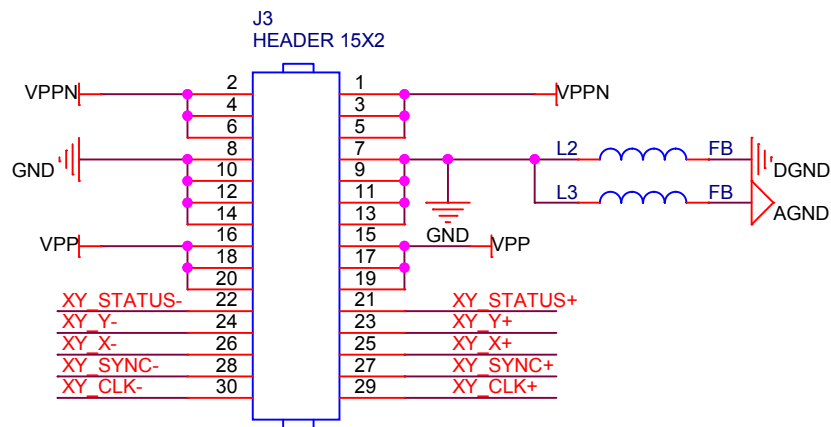 J3
HEADER 15X2
VPPN 2 1 VPPN
4 3
6 5
8 7 L2 FB DGND
GND 10 9
12 11 L3 FB AGND
14 13 GND
VPP 16 15 VPP
18 17
20 19
XY_STATUS- 22 21 XY_STATUS+
XY_Y- 24 23 XY_Y+
XY_X- 26 25 XY_X+
XY_SYNC- 28 27 XY_SYNC+
XY_CLK- 30 29 XY_CLK+